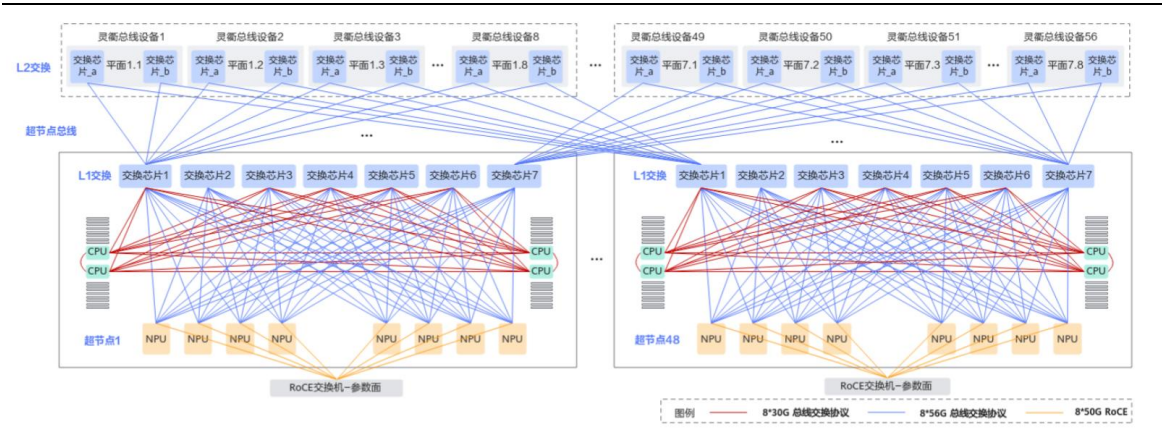 灵衢总线设备1 灵衢总线设备2 灵衢总线设备3 灵衢总线设备8 灵衢总线设备49 灵衢总线设备50 灵衢总线设备51 灵衢总线设备56
L2交换
交换芯片_a 平面1.1 交换芯片_b 交换芯片_a 平面1.2 交换芯片_b 交换芯片_a 平面1.3 交换芯片_b ... 交换芯片_a 平面1.8 交换芯片_b ... 交换芯片_a 平面7.1 交换芯片_b 交换芯片_a 平面7.2 交换芯片_b 交换芯片_a 平面7.3 交换芯片_b ... 交换芯片_a 平面7.8 交换芯片_b
超节点总线 ... ...
L1交换 交换芯片1 交换芯片2 交换芯片3 交换芯片4 交换芯片5 交换芯片6 交换芯片7 L1交换 交换芯片1 交换芯片2 交换芯片3 交换芯片4 交换芯片5 交换芯片6 交换芯片7
CPU CPU CPU CPU
...
CPU CPU CPU CPU
超节点1 NPU NPU NPU NPU NPU NPU NPU NPU 超节点48 NPU NPU NPU NPU NPU NPU NPU NPU
RoCE交换机–参数面 RoCE交换机–参数面
图例 8*30G 总线交换协议 8*56G 总线交换协议 8*50G RoCE